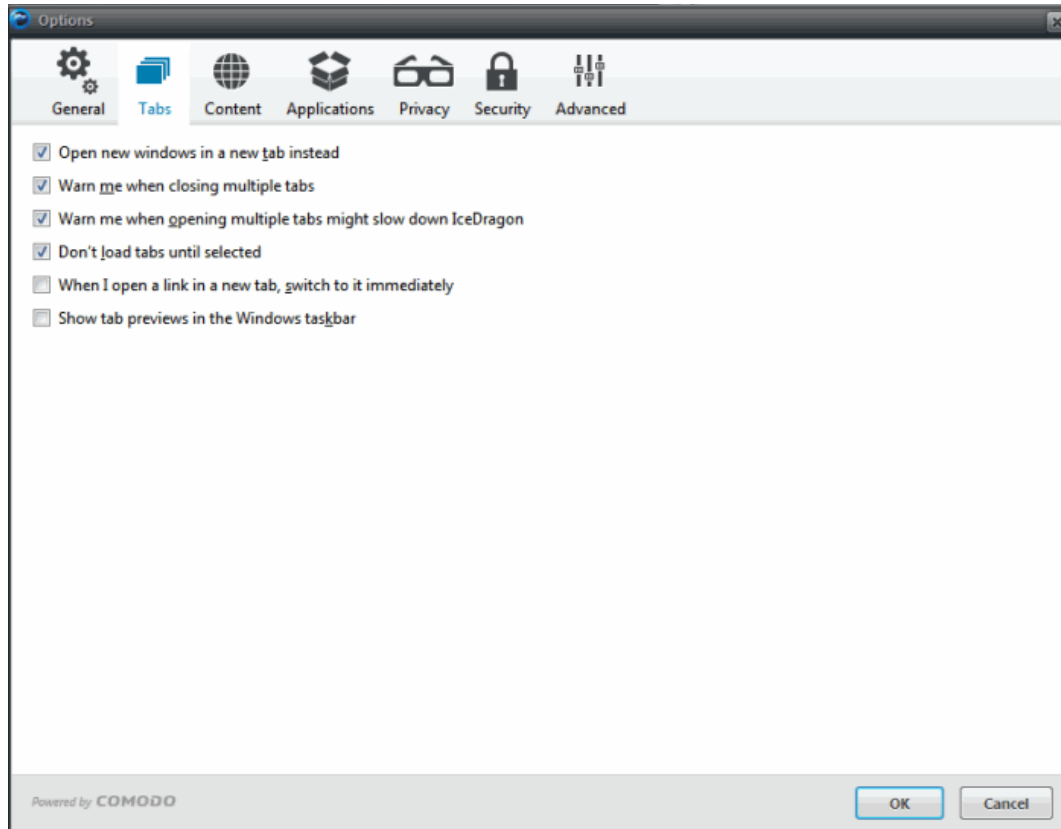 Options
General Tabs Content Applications Privacy Security Advanced
Open new windows in a new tab instead
Warn me when closing multiple tabs
Warn me when opening multiple tabs might slow down IceDragon
Don't load tabs until selected
When I open a link in a new tab, switch to it immediately
Show tab previews in the Windows taskbar
Powered by COMODO OK Cancel